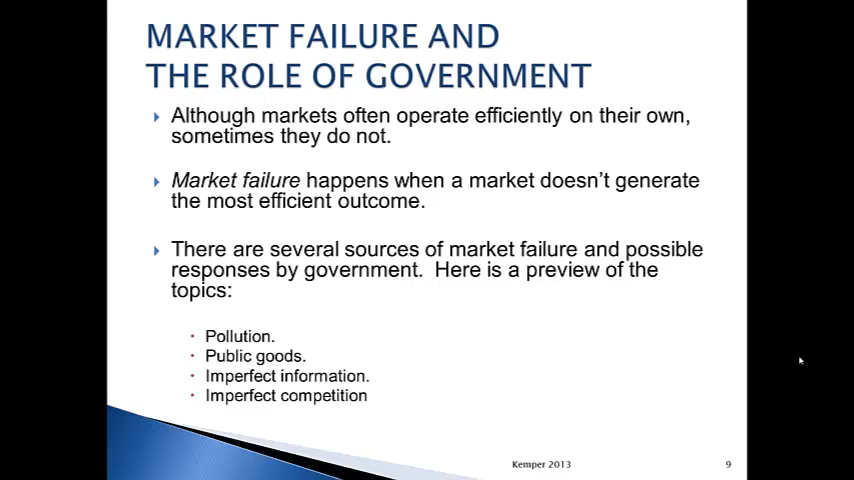 MARKET FAILURE AND
THE ROLE OF GOVERNMENT
Although markets often operate efficiently on their own,
sometimes they do not.
Market failure happens when a market doesn't generate
the most efficient outcome.
There are several sources of market failure and possible
responses by government.  Here is a preview of the
topics:
Pollution.
Public goods.
Imperfect information.
Imperfect competition
Kemper 2013
9